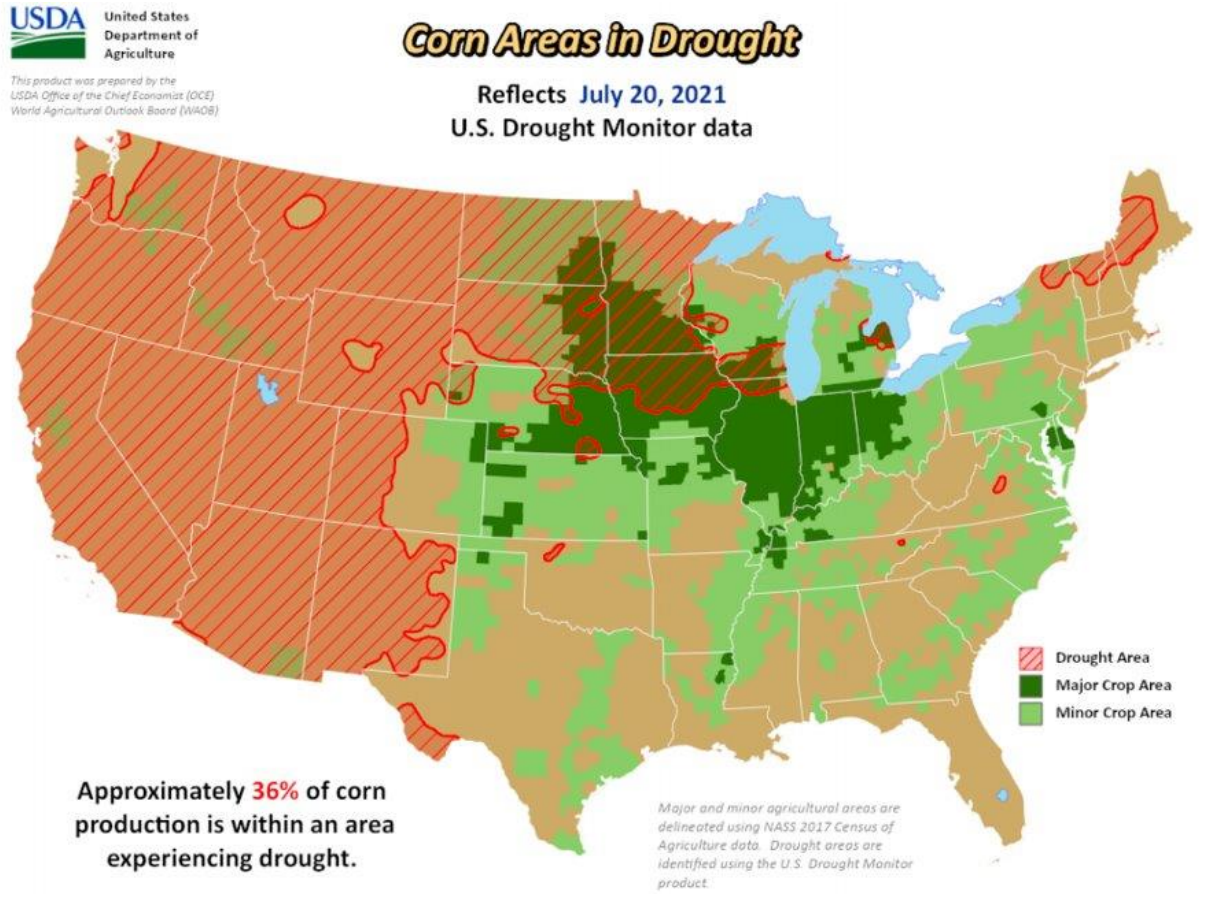 USDA
United States
Department of
Agriculture
This product was prepared by the
USDA Office of the Chief Economist (OCE)
World Agricultural Outlook Board (WAOB)
Corn Areas in Drought
Reflects July 20, 2021
U.S. Drought Monitor data
Drought Area
Major Crop Area
Minor Crop Area
Approximately 36% of corn
production is within an area
experiencing drought.
Major and minor agricultural areas are
delineated using NASS 2017 Census of
Agriculture data. Drought areas are
identified using the U.S. Drought Monitor
product.